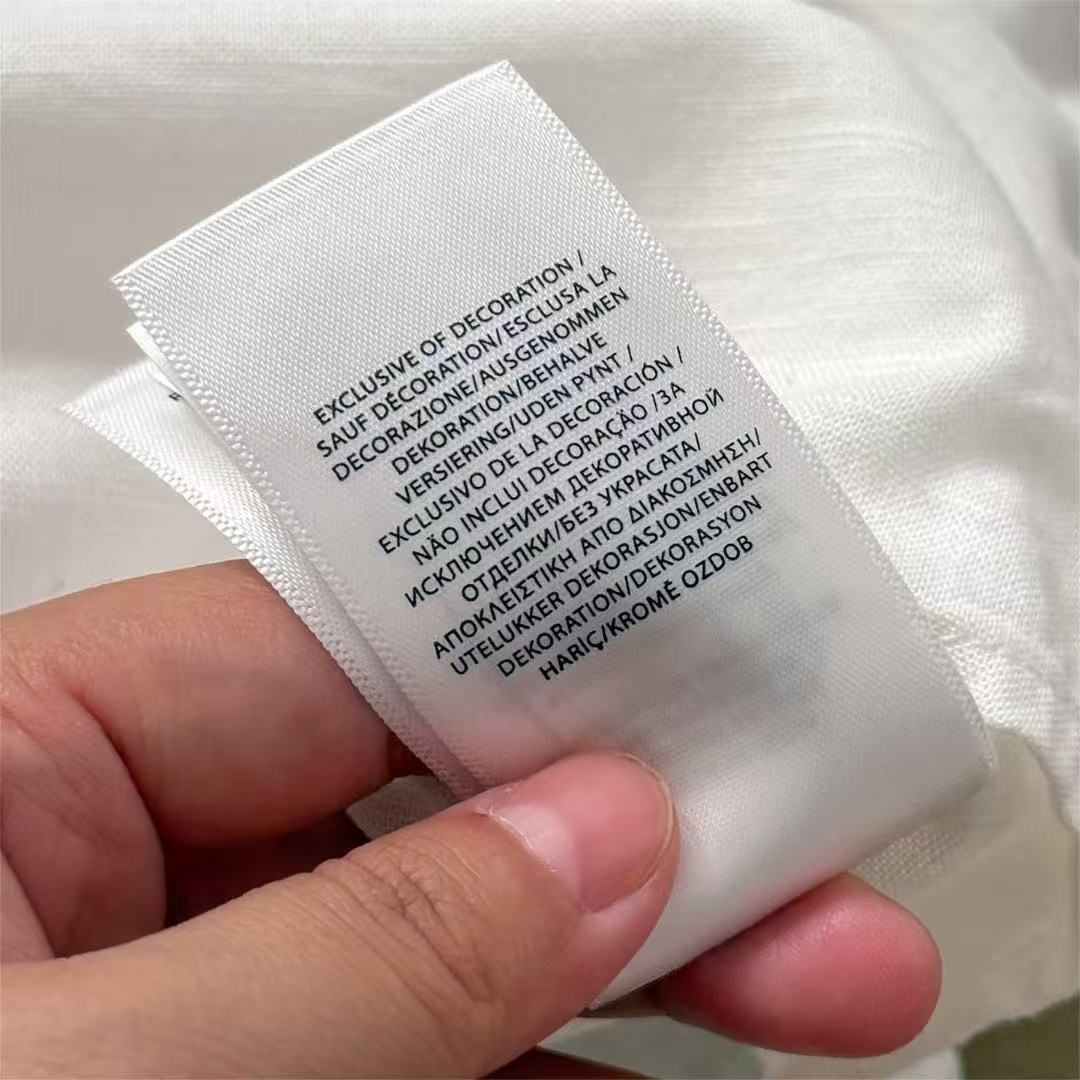 EXCLUSIVE OF DECORATION /
SAUF DÉCORATION/ESCLUSA LA
DECORAZIONE/AUSGENOMMEN
DEKORATION/BEHALVE
VERSIERING/UDEN PYNT /
EXCLUSIVO DE LA DECORACIÓN /
NÃO INCLUI DECORAÇÃO /ЗА
ИСКЛЮЧЕНИЕМ ДЕКОРАТИВНОЙ
ОТДЕЛКИ/БЕЗ УКРАСАТА/
ΑΠΟΚΛΕΙΣΤΙΚΗ ΑΠΟ ΔΙΑΚΟΣΜΗΣΗ/
UTELUKKER DEKORASJON/ENBART
DEKORATION/DEKORASYON
HARIÇ/KROMĚ OZDOB